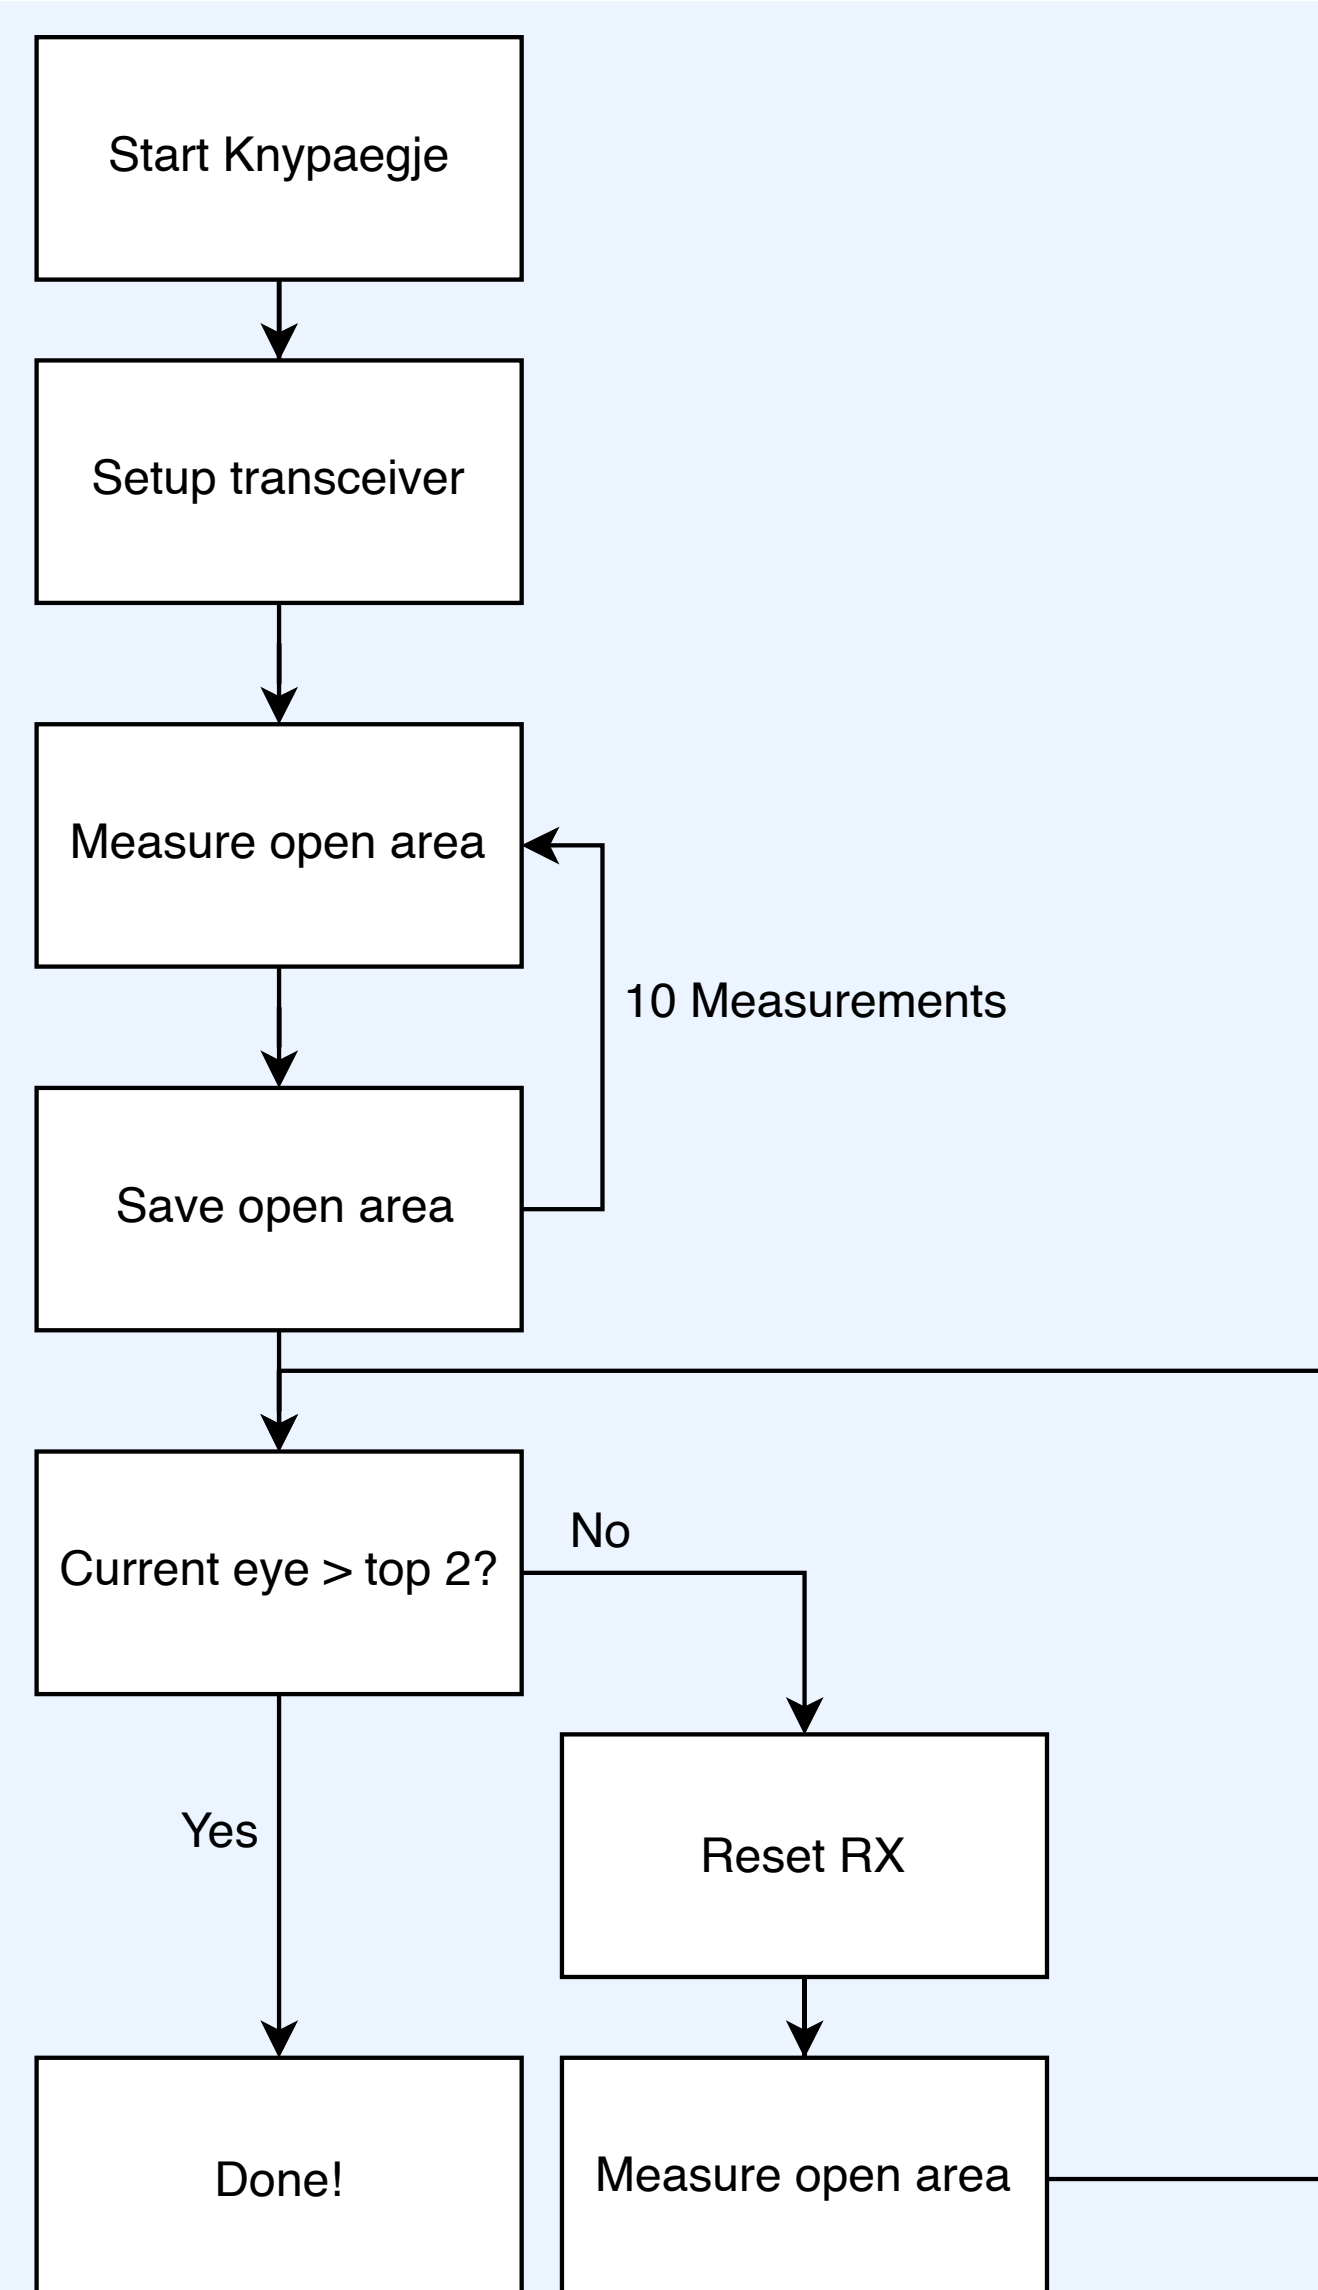 Start Knypaegje
Setup transceiver
Measure open area
10 Measurements
Save open area
Current eye > top 2?
No
Yes
Reset RX
Done!
Measure open area